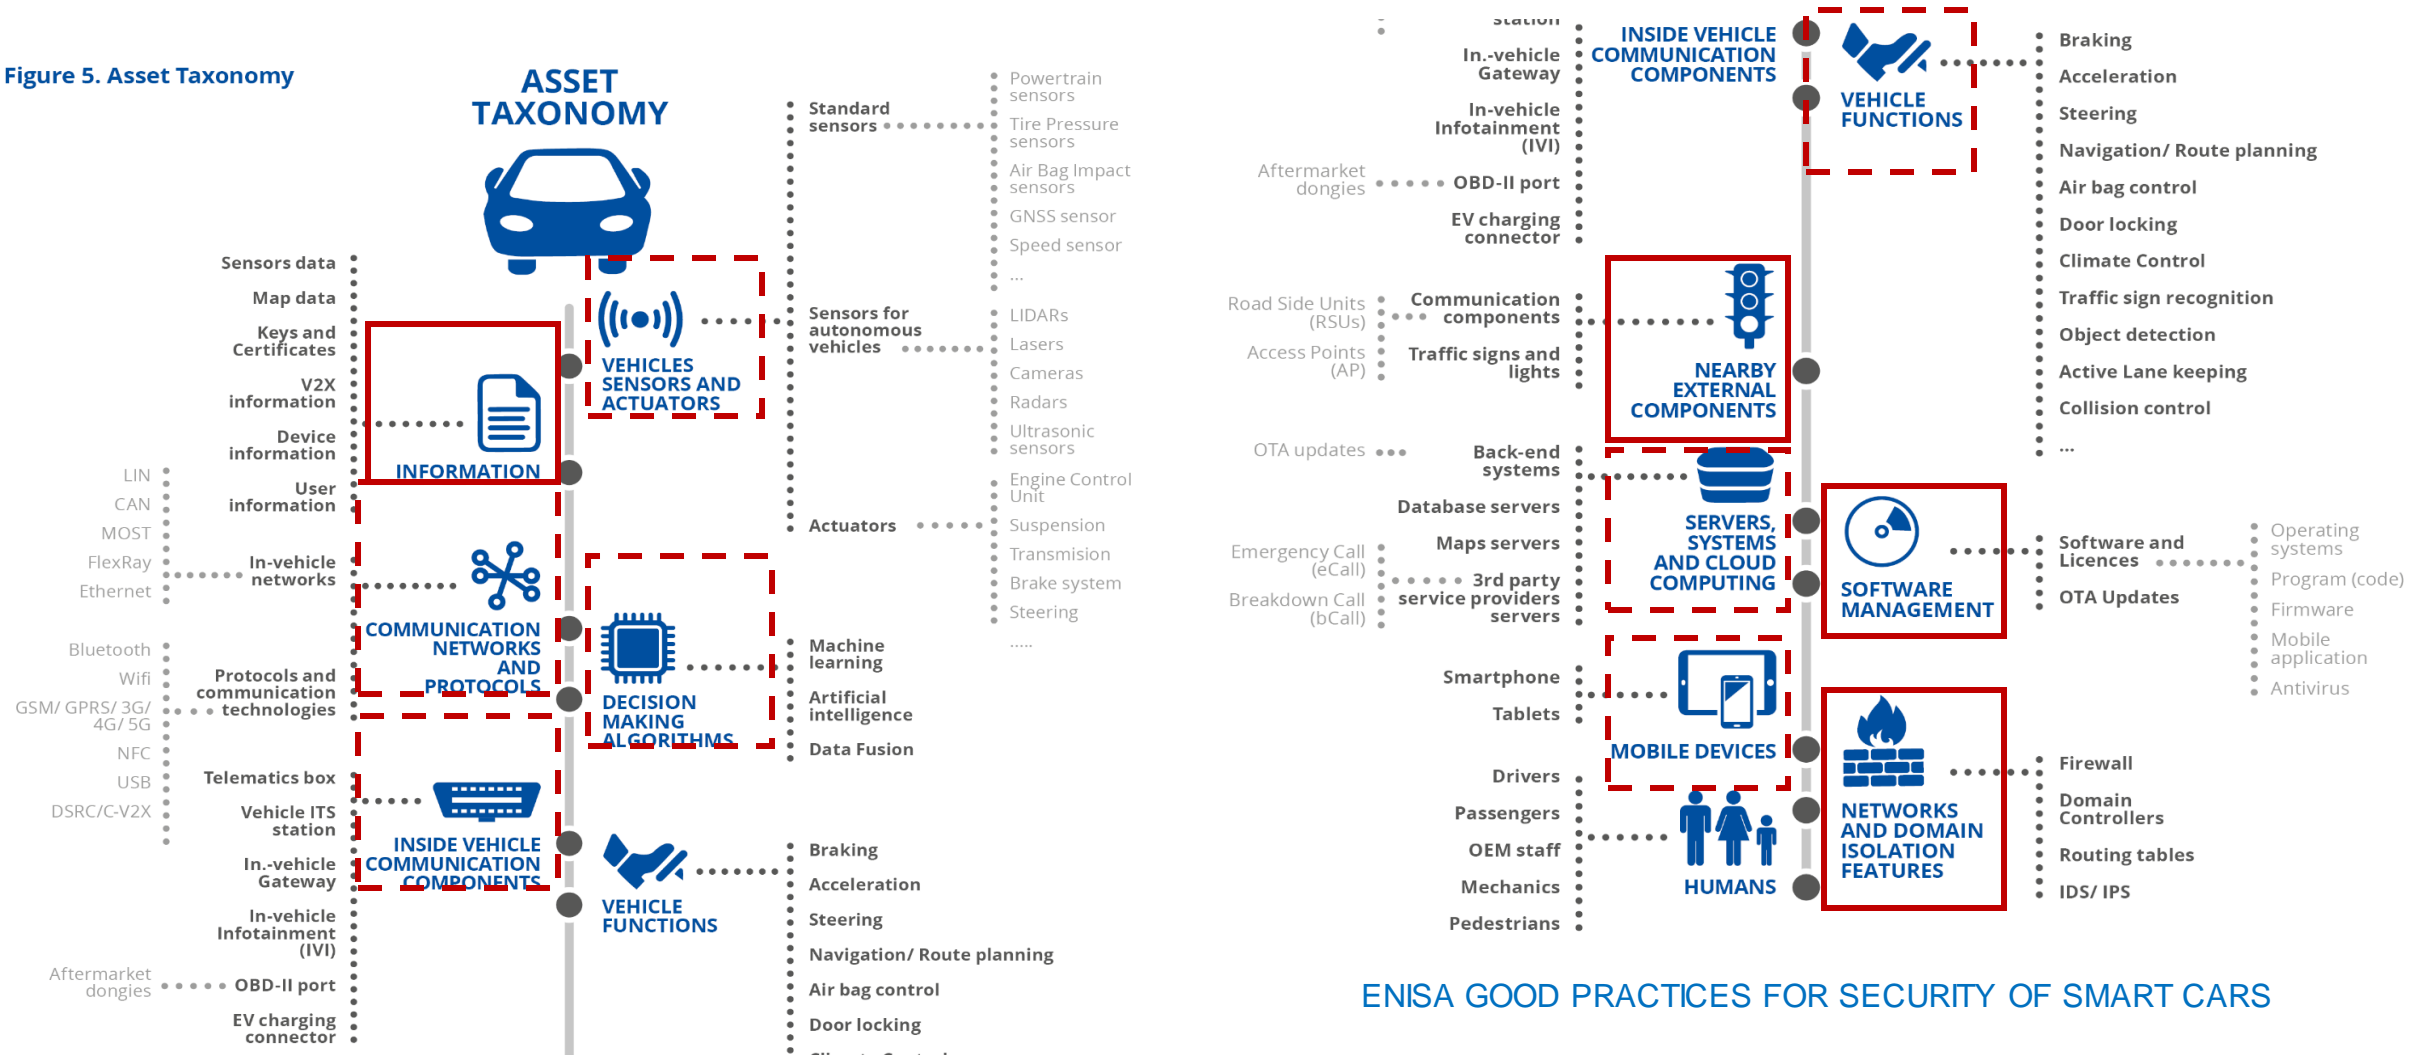 Figure 5. Asset Taxonomy
ASSET
TAXONOMY
Sensors data
Map data
Keys and
Certificates
V2X
information
Device
information
User
information
INFORMATION
VEHICLES
SENSORS AND
ACTUATORS
Standard
sensors
Powertrain
sensors
Tire Pressure
sensors
Air Bag Impact
sensors
GNSS sensor
Speed sensor
...
Sensors for
autonomous
vehicles
LIDARs
Lasers
Cameras
Radars
Ultrasonic
sensors
Actuators
Engine Control
Unit
Suspension
Transmision
Brake system
Steering
.....
LIN
CAN
MOST
FlexRay
Ethernet
In-vehicle
networks
Bluetooth
Wifi
GSM/ GPRS/ 3G/
4G/ 5G
NFC
USB
DSRC/C-V2X
Protocols and
communication
technologies
COMMUNICATION
NETWORKS
AND
PROTOCOLS
DECISION
MAKING
ALGORITHMS
Machine
learning
Artificial
intelligence
Data Fusion
Telematics box
Vehicle ITS
station
In.-vehicle
Gateway
In-vehicle
Infotainment
(IVI)
Aftermarket
dongies
OBD-II port
EV charging
connector
INSIDE VEHICLE
COMMUNICATION
COMPONENTS
VEHICLE
FUNCTIONS
Braking
Acceleration
Steering
Navigation/ Route planning
Air bag control
Door locking
Climate Control
station
In.-vehicle
Gateway
In-vehicle
Infotainment
(IVI)
Aftermarket
dongies
OBD-II port
EV charging
connector
INSIDE VEHICLE
COMMUNICATION
COMPONENTS
VEHICLE
FUNCTIONS
Braking
Acceleration
Steering
Navigation/ Route planning
Air bag control
Door locking
Climate Control
Traffic sign recognition
Object detection
Active Lane keeping
Collision control
...
Road Side Units
(RSUs)
Access Points
(AP)
Communication
components
Traffic signs and
lights
NEARBY
EXTERNAL
COMPONENTS
OTA updates
Back-end
systems
Database servers
Maps servers
Emergency Call
(eCall)
Breakdown Call
(bCall)
3rd party
service providers
servers
SERVERS,
SYSTEMS
AND CLOUD
COMPUTING
SOFTWARE
MANAGEMENT
Software and
Licences
OTA Updates
Operating
systems
Program (code)
Firmware
Mobile
application
Antivirus
Smartphone
Tablets
MOBILE DEVICES
Drivers
Passengers
OEM staff
Mechanics
Pedestrians
HUMANS
NETWORKS
AND DOMAIN
ISOLATION
FEATURES
Firewall
Domain
Controllers
Routing tables
IDS/ IPS
ENISA GOOD PRACTICES FOR SECURITY OF SMART CARS